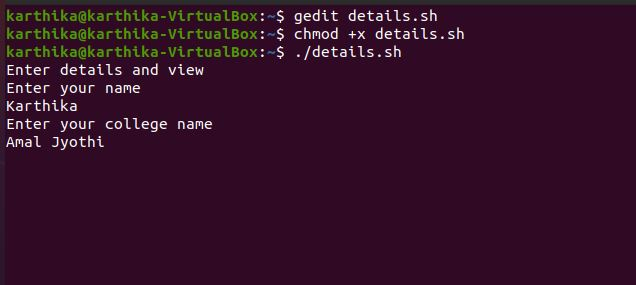 karthika@karthika-VirtualBox:~$ gedit details.sh
karthika@karthika-VirtualBox:~$ chmod +x details.sh
karthika@karthika-VirtualBox:~$ ./details.sh
Enter details and view
Enter your name
Karthika
Enter your college name
Amal Jyothi